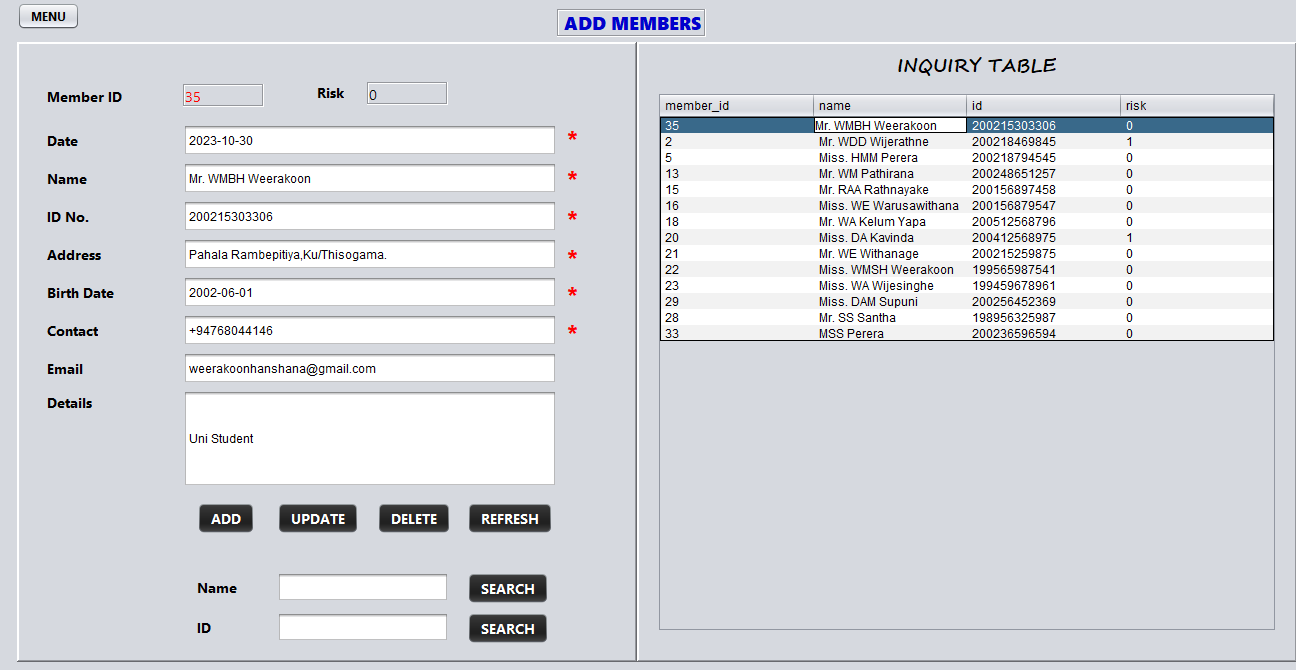 MENU
ADD MEMBERS
Member ID 35 Risk 0
Date 2023-10-30 *
Name Mr. WMBH Weerakoon *
ID No. 200215303306 *
Address Pahala Rambepitiya,Ku/Thisogama. *
Birth Date 2002-06-01 *
Contact +94768044146 *
Email weerakoonhanshana@gmail.com
Details Uni Student
ADD UPDATE DELETE REFRESH
Name SEARCH
ID SEARCH
INQUIRY TABLE
member_id name id risk
35 Mr. WMBH Weerakoon 200215303306 0
2 Mr. WDD Wijerathne 200218469845 1
5 Miss. HMM Perera 200218794545 0
13 Mr. WM Pathirana 200248651257 0
15 Mr. RAA Rathnayake 200156897458 0
16 Miss. WE Warusawithana 200156879547 0
18 Mr. WA Kelum Yapa 200512568796 0
20 Miss. DA Kavinda 200412568975 1
21 Mr. WE Withanage 200215259875 0
22 Miss. WMSH Weerakoon 199565987541 0
23 Miss. WA Wijesinghe 199459678961 0
29 Miss. DAM Supuni 200256452369 0
28 Mr. SS Santha 198956325987 0
33 MSS Perera 200236596594 0